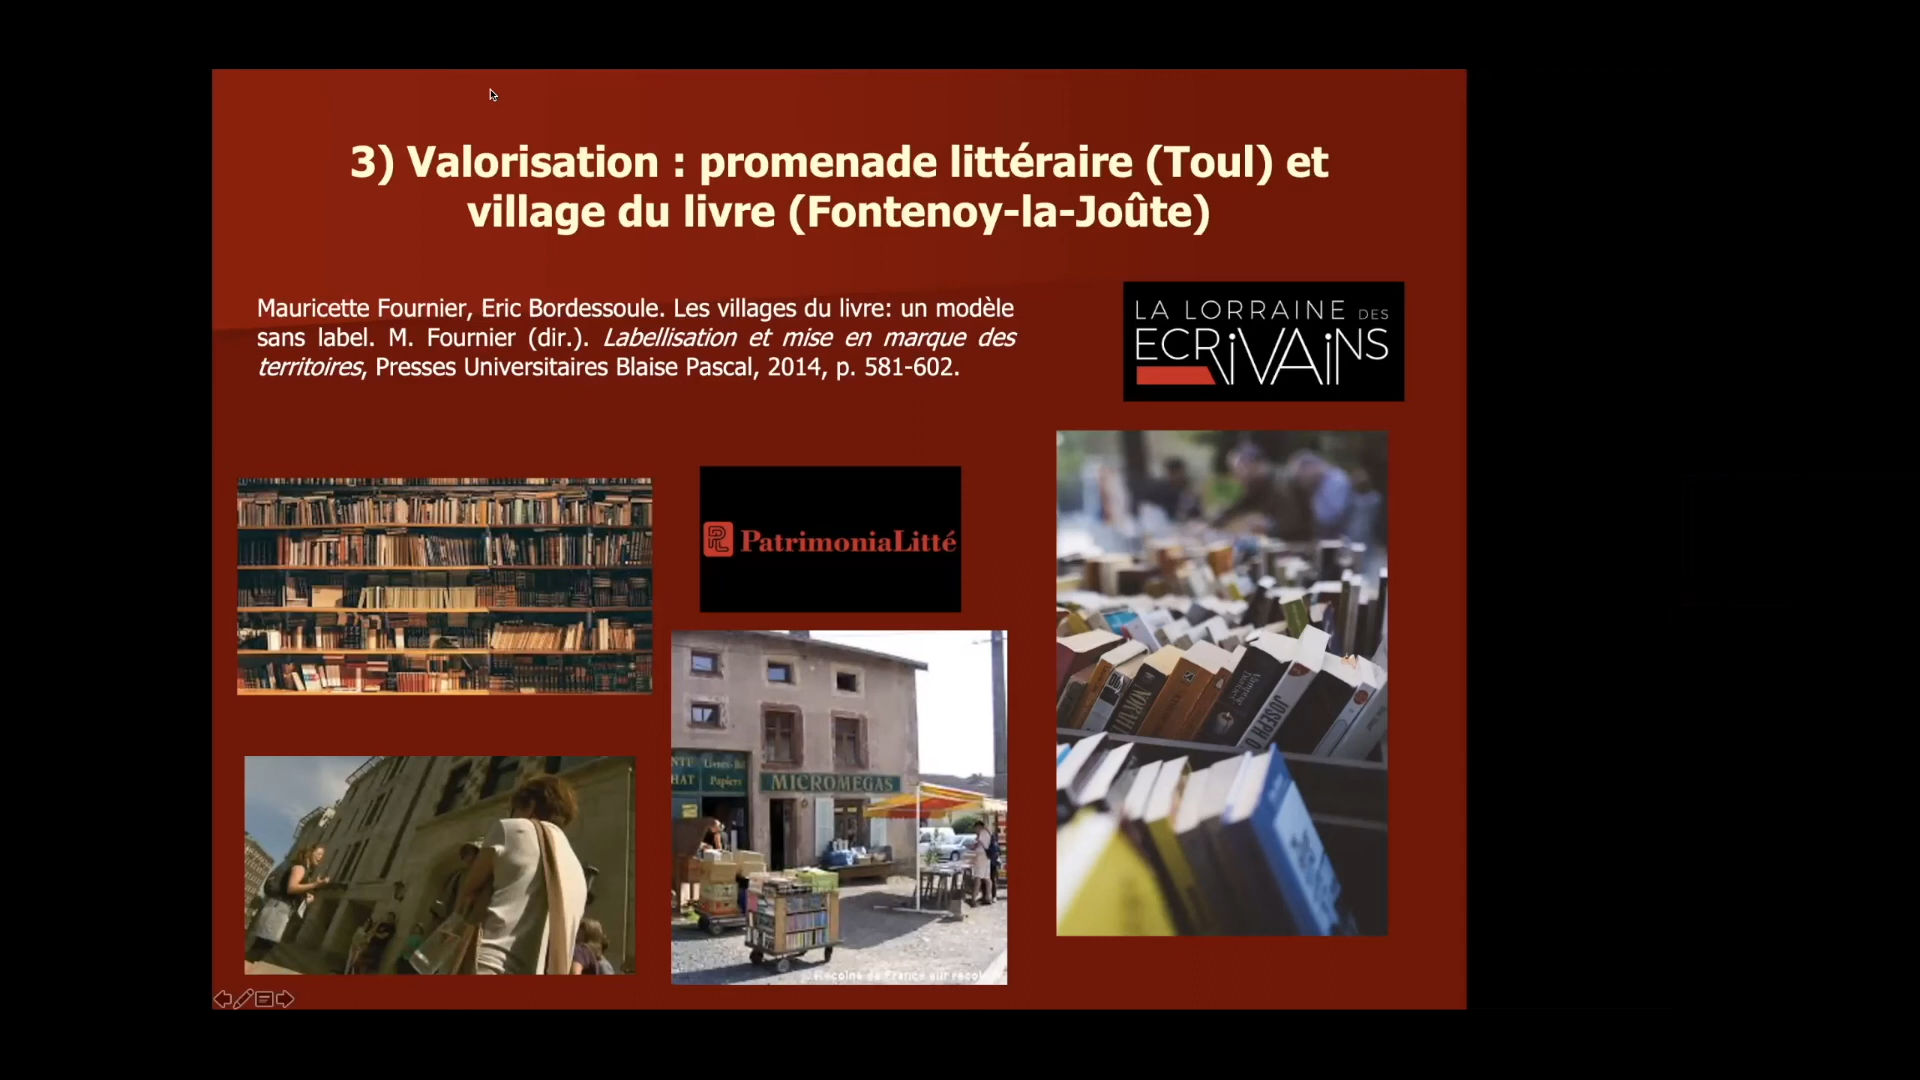 3) Valorisation : promenade littéraire (Toul) et
village du livre (Fontenoy-la-Joûte)
Mauricette Fournier, Eric Bordessoule. Les villages du livre: un modèle
sans label. M. Fournier (dir.). Labellisation et mise en marque des
territoires, Presses Universitaires Blaise Pascal, 2014, p. 581-602.
LA LORRAINE DES
ECRiVAiNS
PatrimoniaLitté
Papiers
MICROMEGAS
JOSEPH